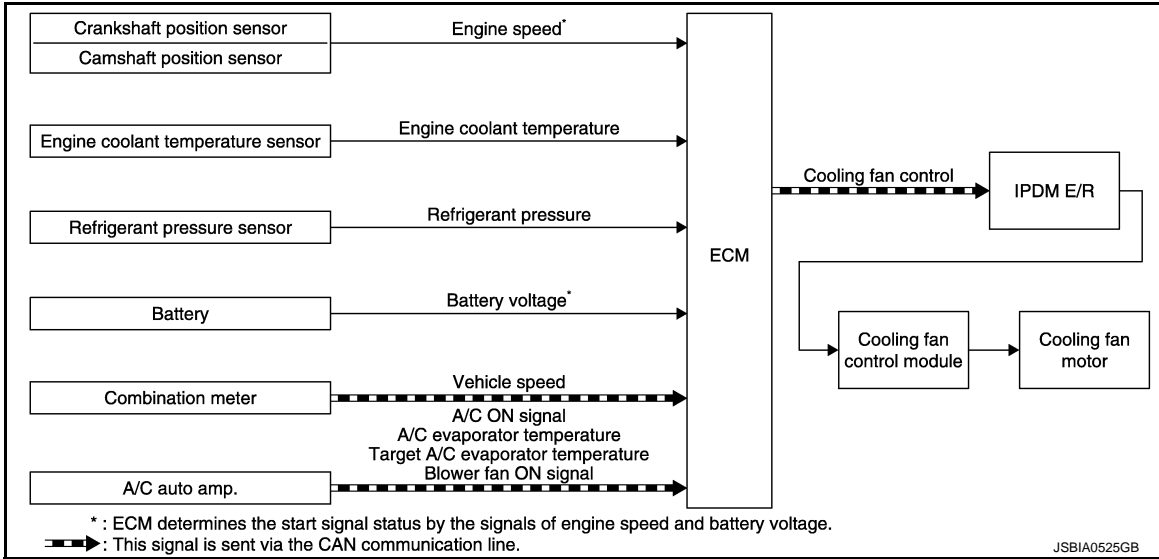 Crankshaft position sensor
Camshaft position sensor
Engine speed*
Engine coolant temperature sensor
Engine coolant temperature
Refrigerant pressure sensor
Refrigerant pressure
Battery
Battery voltage*
Combination meter
Vehicle speed
A/C auto amp.
A/C ON signal
A/C evaporator temperature
Target A/C evaporator temperature
Blower fan ON signal
ECM
Cooling fan control
IPDM E/R
Cooling fan
control module
Cooling fan
motor
* : ECM determines the start signal status by the signals of engine speed and battery voltage.
: This signal is sent via the CAN communication line.
JSBIA0525GB